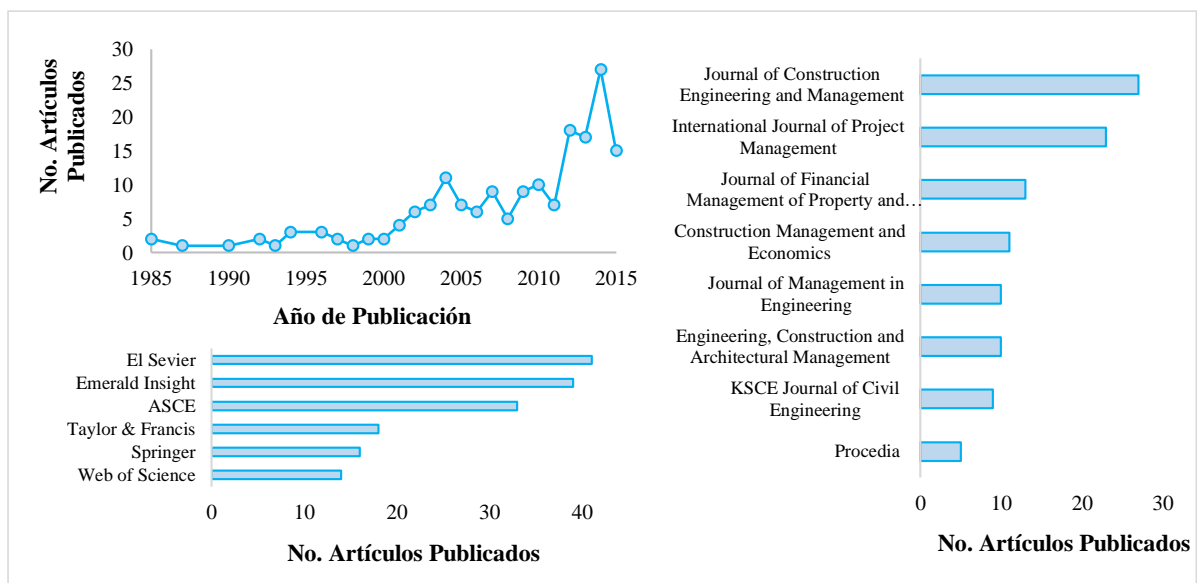 No. Artículos
Publicados
30
25
20
15
10
5
0
1985 1990 1995 2000 2005 2010 2015
Año de Publicación
El Sevier
Emerald Insight
ASCE
Taylor & Francis
Springer
Web of Science
0 10 20 30 40
No. Artículos Publicados
Journal of Construction
Engineering and Management
International Journal of Project
Management
Journal of Financial
Management of Property and…
Construction Management and
Economics
Journal of Management in
Engineering
Engineering, Construction and
Architectural Management
KSCE Journal of Civil
Engineering
Procedia
0 10 20 30
No. Artículos Publicados